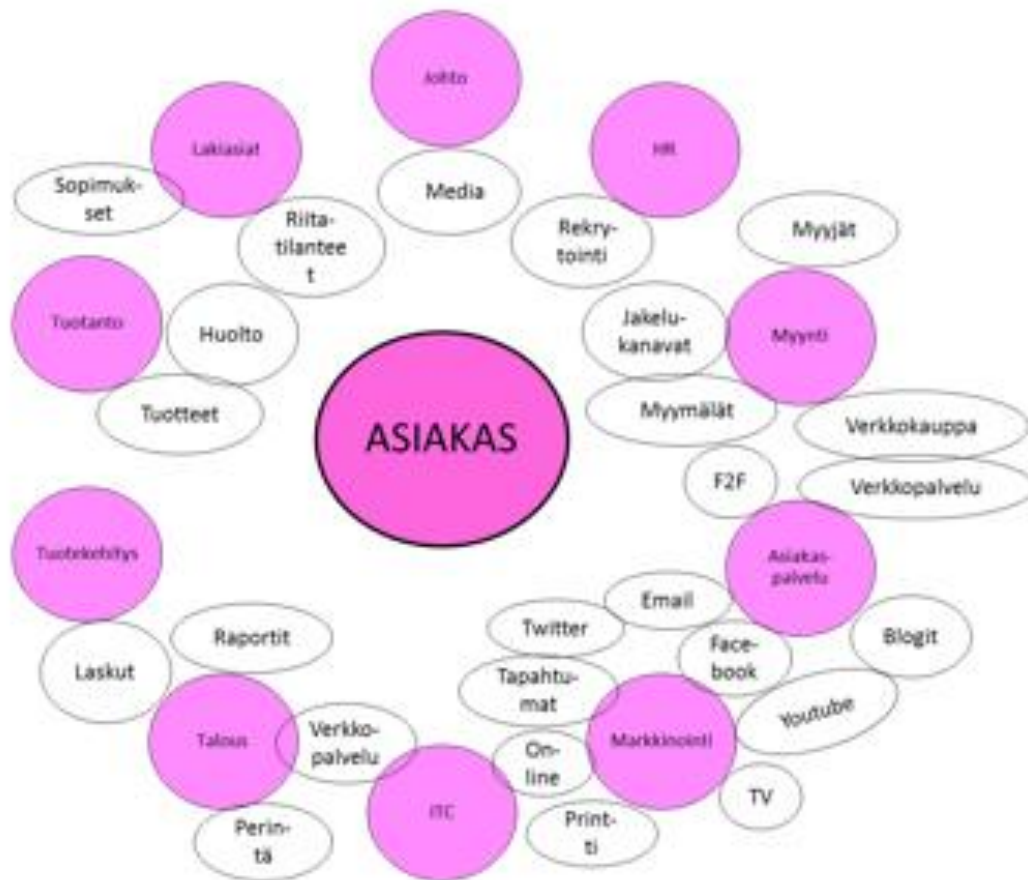 Johto
Lakiasiat
HR
Sopimuk-
set
Media
Riita-
tilantee
t
Rekry-
tointi
Myyjät
Tuotanto
Huolto
Jakelu-
kanavat
Myynti
Tuotteet
ASIAKAS
Myymälät
Verkkokauppa
F2F
Verkkopalvelu
Tuotekehitys
Asiakas-
palvelu
Email
Twitter
Blogit
Raportit
Laskut
Face-
book
Tapahtu-
mat
Youtube
Talous
Verkko-
palvelu
On-
line
Markkinointi
TV
ITC
Print-
ti
Perin-
tä